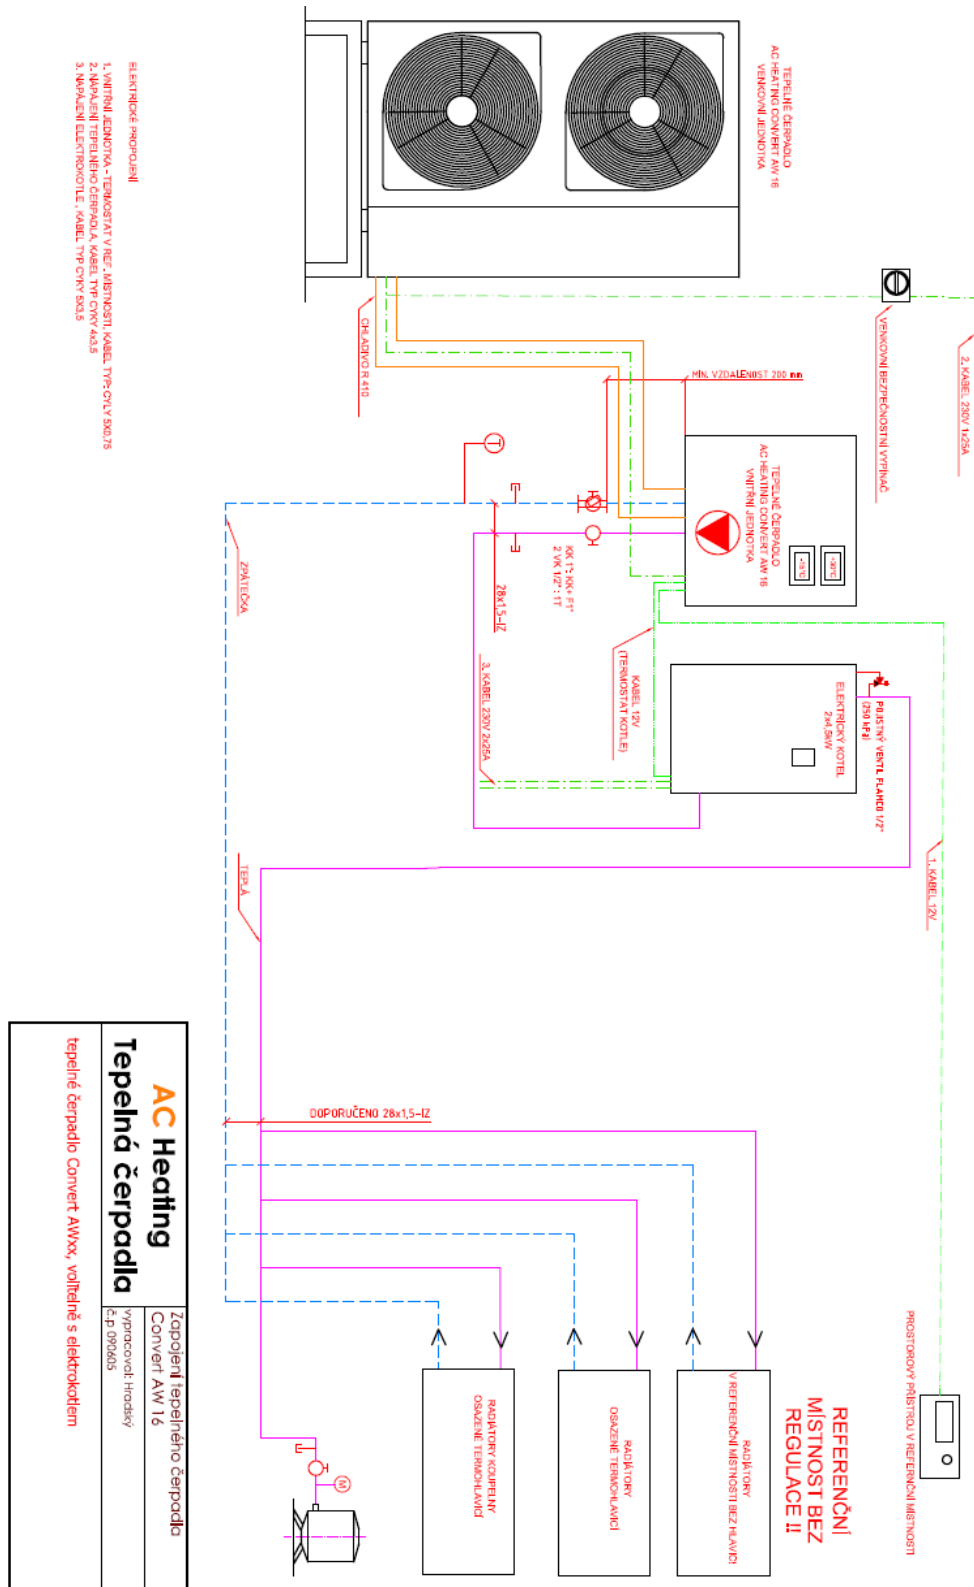 TEPELNÉ ČERPADLO
AC HEATING CONVERT AW 16
VENKOVNÍ JEDNOTKA
ELEKTRICKÉ PROPOJENÍ
1. VNITŘNÍ JEDNOTKA - TERMOSTAT V REF. MÍSTNOSTI, KABEL TYP: CYLY 5X0,75
2. NAPÁJENÍ TEPELNÉHO ČERPADLA, KABEL TYP CYKY 4x3,5
3. NAPÁJENÍ ELEKTROKOTLE , KABEL TYP CYKY 5X3,5
2. KABEL 230V 1x25A
VENKOVNÍ BEZPEČNOSTNÍ VYPÍNAČ
CHLADIVO R 410
MIN. VZDALENOST 200 mm
TEPELNÉ ČERPADLO
AC HEATING CONVERT AW 16
VNITŘNÍ JEDNOTKA
+30°C
-15°C
T
KK 1"; KK+ F1"
2 VK 1/2" : 1T
28x1,5-IZ
ZPÁTEČKA
KABEL 12V
(TERMOSTAT KOTLE)
3. KABEL 230V 2x25A
ELEKTRICKÝ KOTEL
2x4,5kW
POJISTNÝ VENTIL FLAMCO 1/2"
(250 kPa)
1. KABEL 12V
TEPLÁ
DOPORUČENO 28x1,5-IZ
PROSTOROVÝ PŘÍSTROJ V REFERNČNÍ MÍSTNOSTI
REFERENČNÍ
MÍSTNOST BEZ
REGULACE !!
RADIÁTORY
V REFERENČNÍ MÍSTNOSTI BEZ HLAVIC!
RADIÁTORY
OSAZENÉ TERMOHLAVICÍ
RADIÁTORY KOUPELNY
OSAZENÉ TERMOHLAVICÍ
M
AC Heating
Tepelná čerpadla
Zapojení tepelného čerpadla
Convert AW 16
vypracoval: Hradský
č.p 090605
tepelné čerpadlo Convert AWxx, volitelně s elektrokotlem